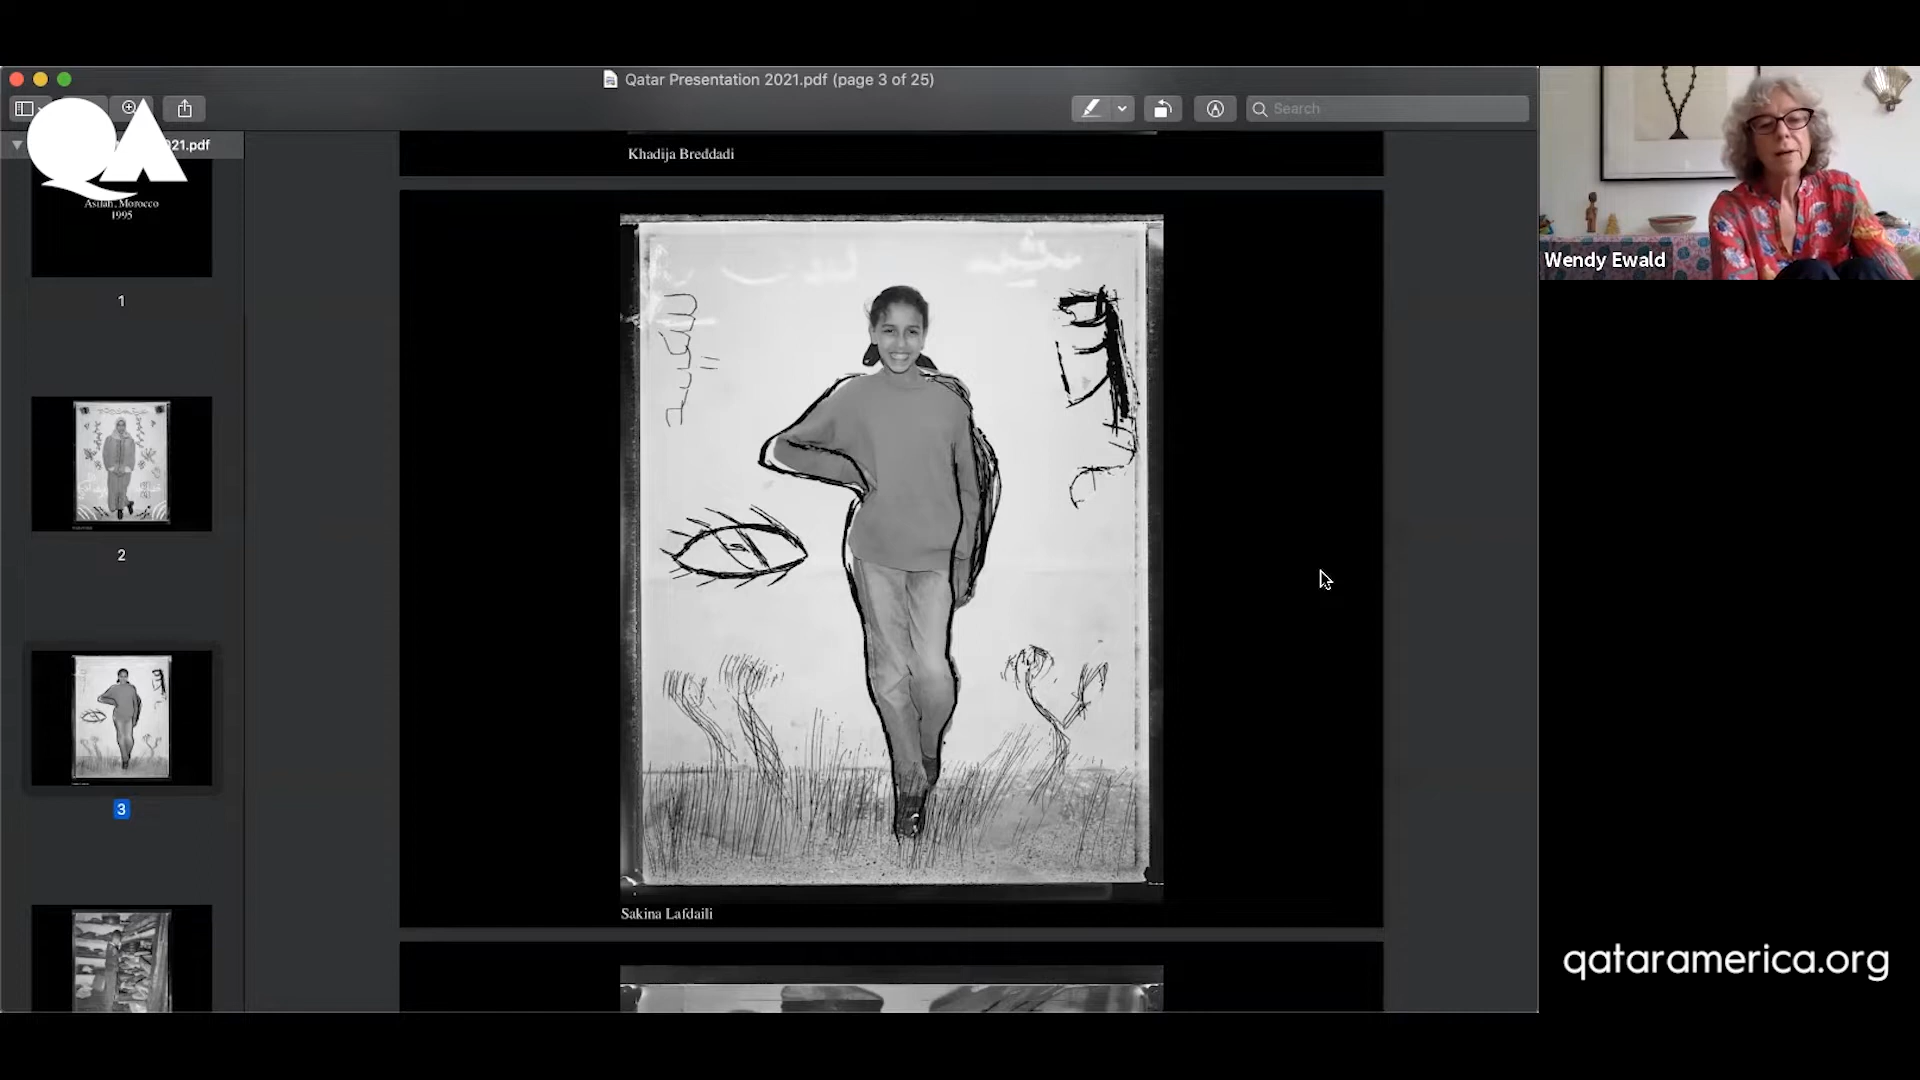 Qatar Presentation 2021.pdf (page 3 of 25)
Search
QA
21.pdf
Asilah, Morocco
1995
1
2
3
Khadija Breddadi
Sakina Lafdaili
Wendy Ewald
qataramerica.org